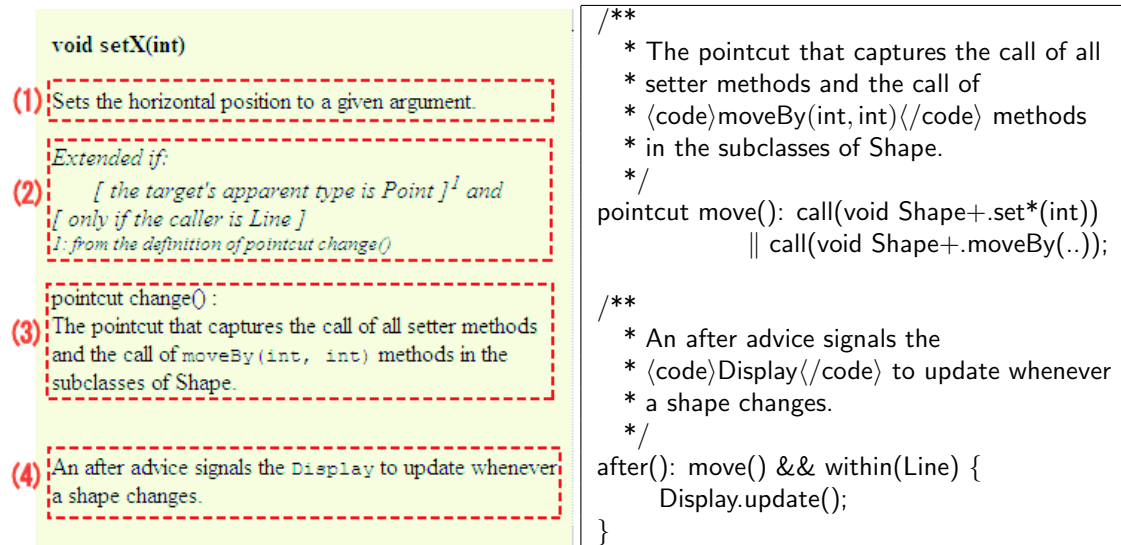 void setX(int)
(1) Sets the horizontal position to a given argument.
(2) Extended if:
[ the target's apparent type is Point ]¹ and
[ only if the caller is Line ]
1: from the definition of pointcut change()
(3) pointcut change() :
The pointcut that captures the call of all setter methods
and the call of moveBy(int, int) methods in the
subclasses of Shape.
(4) An after advice signals the Display to update whenever
a shape changes.
/**
* The pointcut that captures the call of all
* setter methods and the call of
* ⟨code⟩moveBy(int, int)⟨/code⟩ methods
* in the subclasses of Shape.
*/
pointcut move(): call(void Shape+.set*(int))
|| call(void Shape+.moveBy(..));
/**
* An after advice signals the
* ⟨code⟩Display⟨/code⟩ to update whenever
* a shape changes.
*/
after(): move() && within(Line) {
Display.update();
}